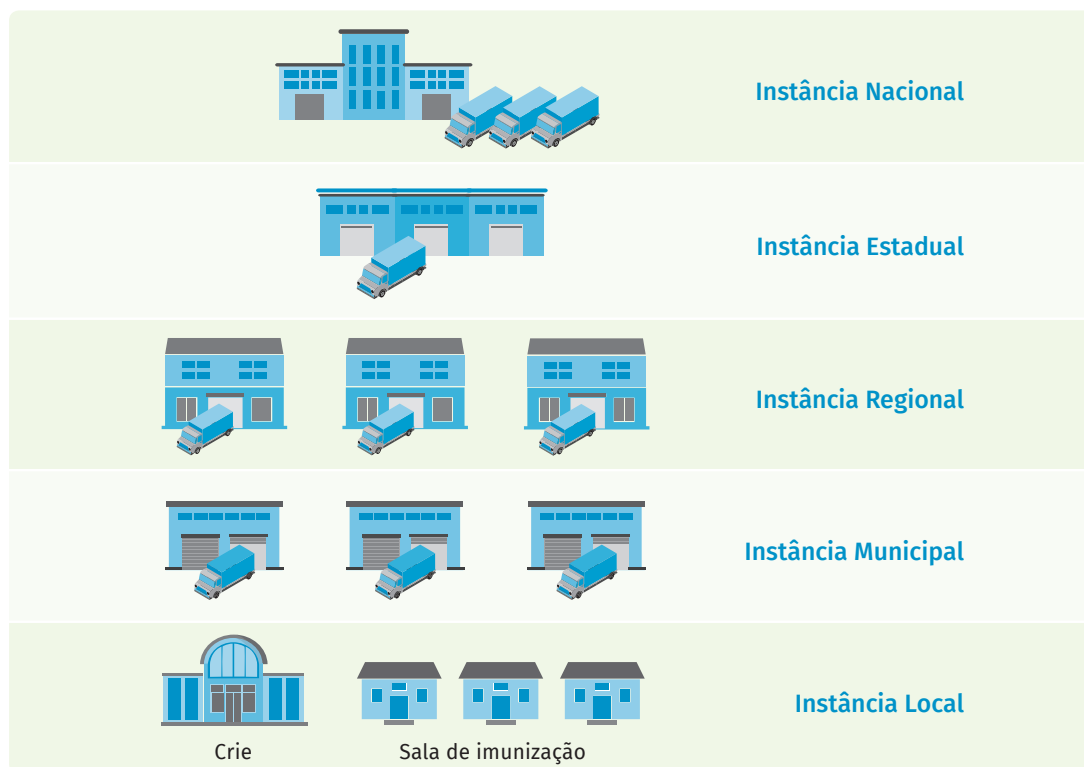 Instância Nacional
Instância Estadual
Instância Regional
Instância Municipal
Instância Local
Crie
Sala de imunização